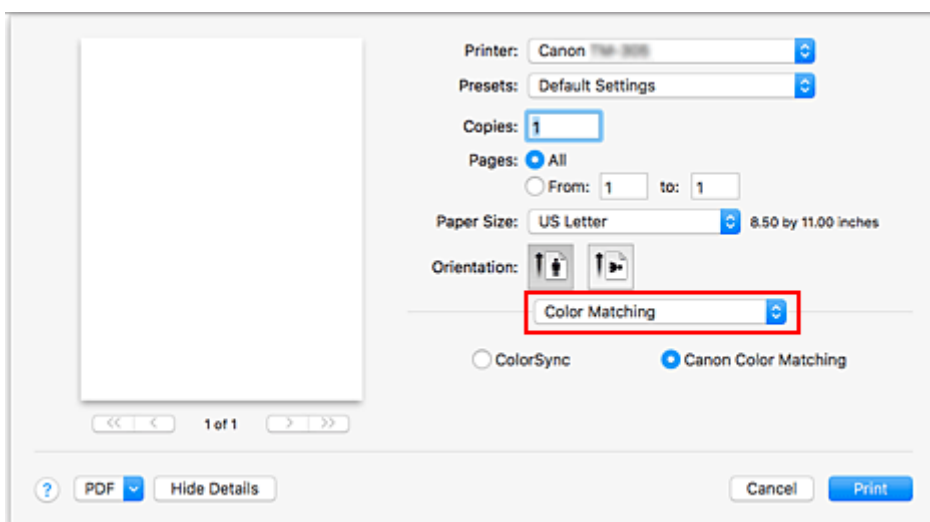 Printer: Canon
Presets: Default Settings
Copies: 1
Pages: All
From: 1 to: 1
Paper Size: US Letter 8.50 by 11.00 inches
Orientation:
Color Matching
ColorSync Canon Color Matching
1 of 1
? PDF Hide Details Cancel Print